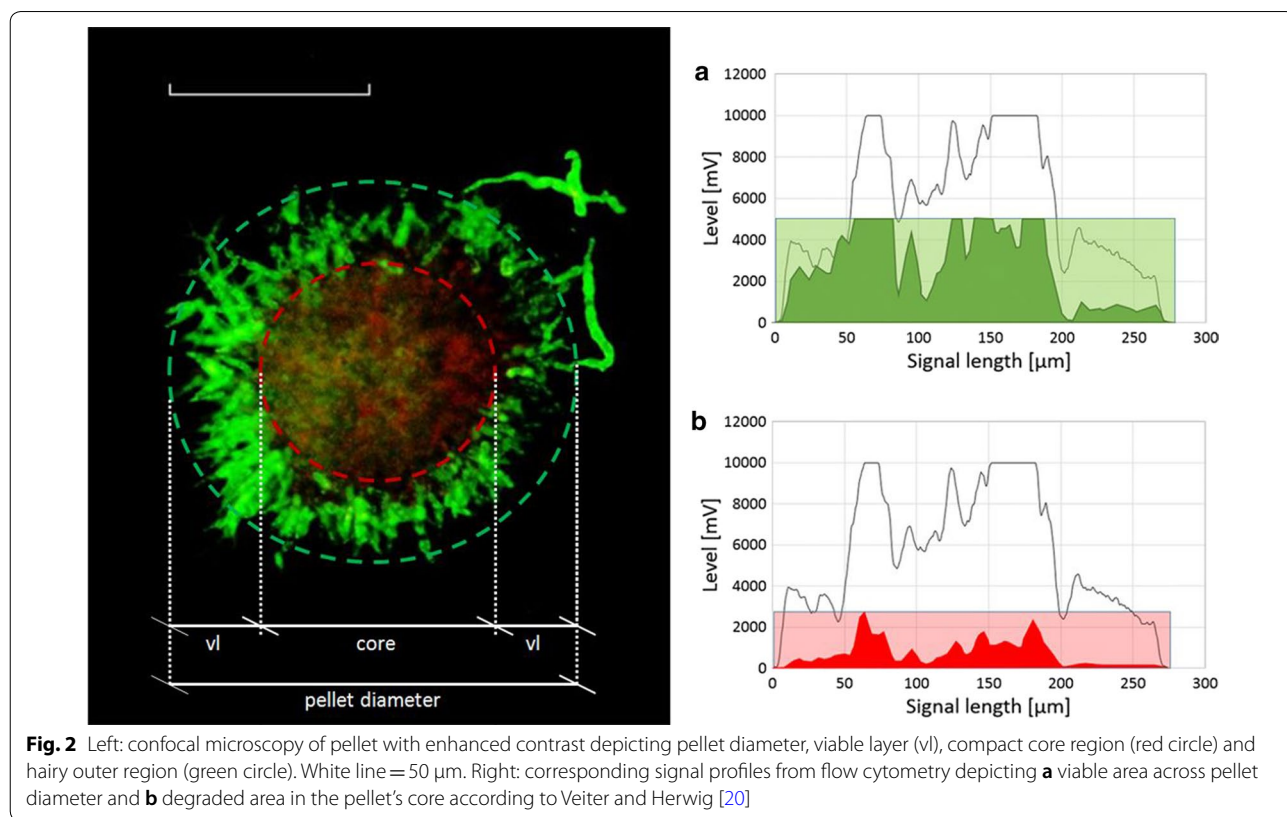 a
12000
10000
8000
6000
4000
2000
0
Level [mV]
0 50 100 150 200 250 300
Signal length [µm]
b
12000
10000
8000
6000
4000
2000
0
Level [mV]
0 50 100 150 200 250 300
Signal length [µm]
vl core vl
pellet diameter
Fig. 2 Left: confocal microscopy of pellet with enhanced contrast depicting pellet diameter, viable layer (vl), compact core region (red circle) and
hairy outer region (green circle). White line = 50 µm. Right: corresponding signal profiles from flow cytometry depicting a viable area across pellet
diameter and b degraded area in the pellet's core according to Veiter and Herwig [20]